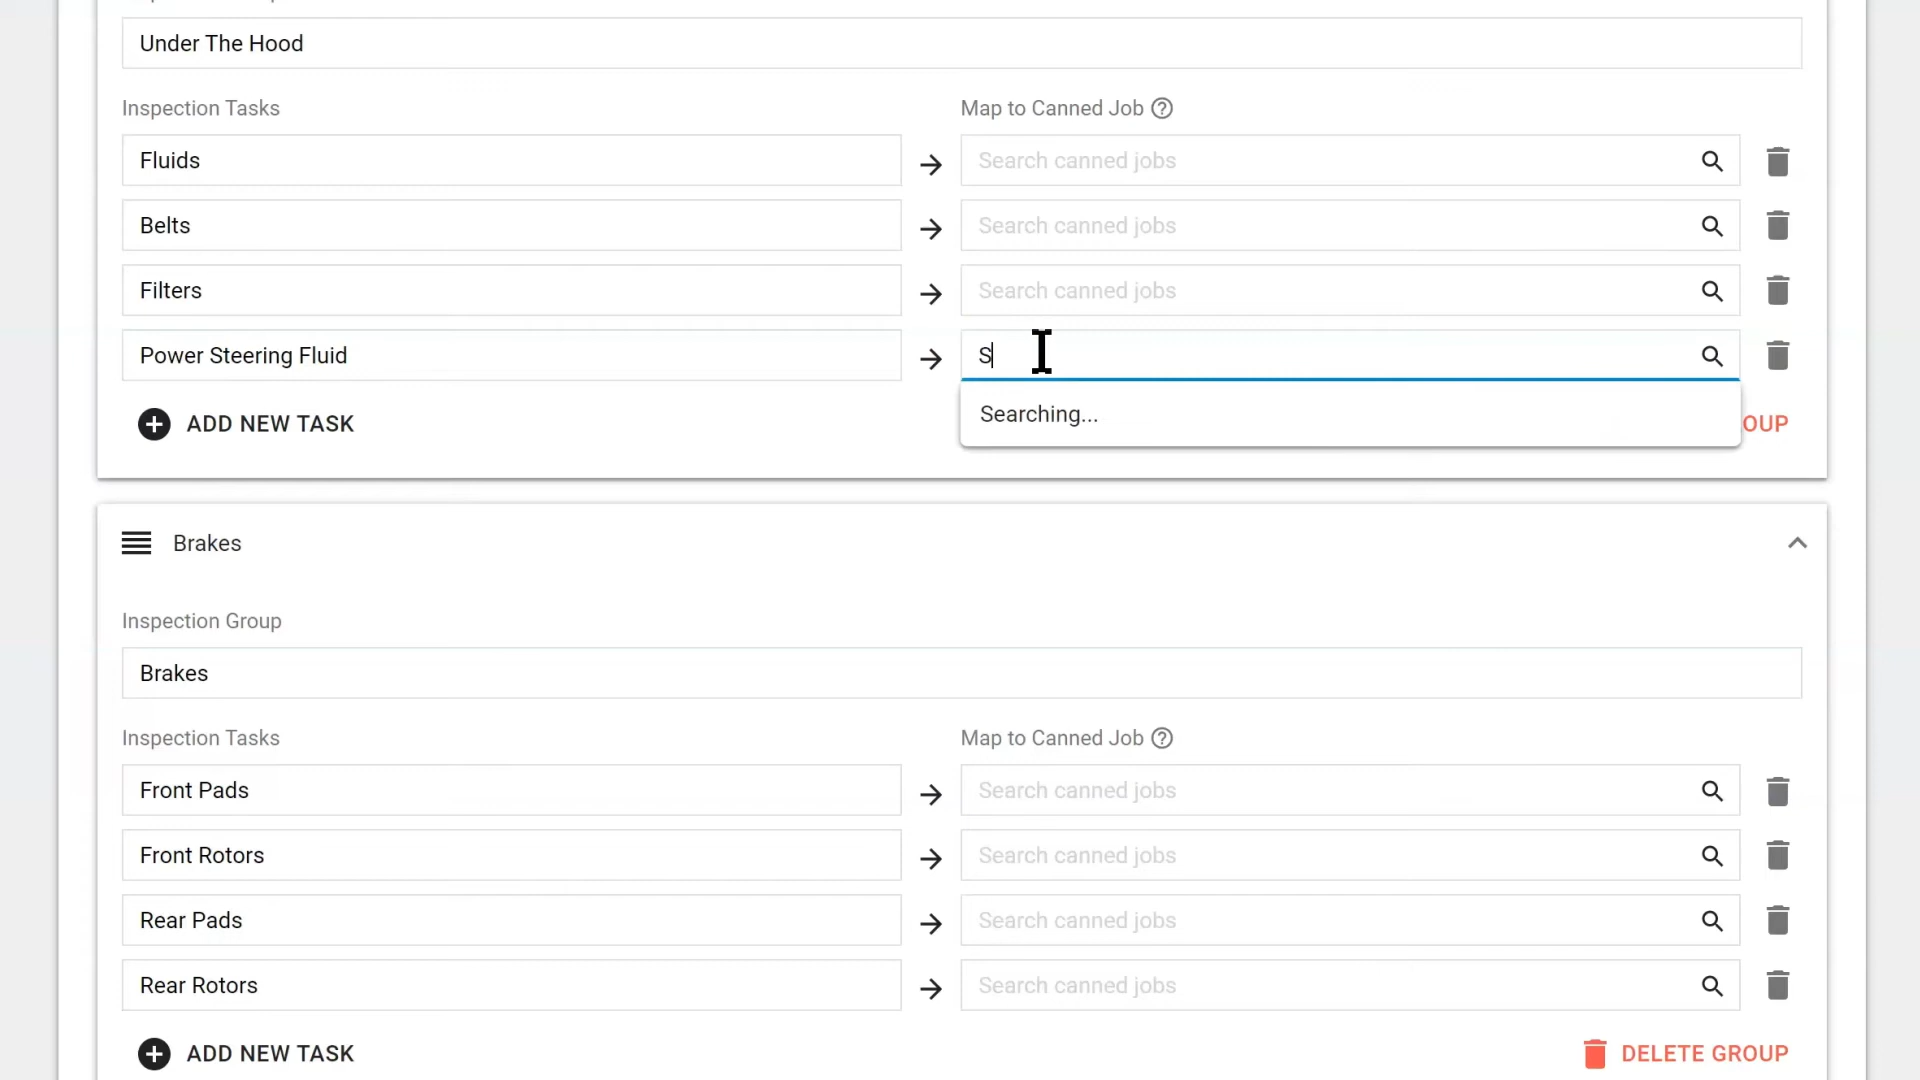 Under The Hood
Inspection Tasks
Map to Canned Job ?
Fluids
Search canned jobs
Belts
Search canned jobs
Filters
Search canned jobs
Power Steering Fluid
S
Searching...
ADD NEW TASK
OUP
Brakes
Inspection Group
Brakes
Inspection Tasks
Map to Canned Job ?
Front Pads
Search canned jobs
Front Rotors
Search canned jobs
Rear Pads
Search canned jobs
Rear Rotors
Search canned jobs
ADD NEW TASK
DELETE GROUP